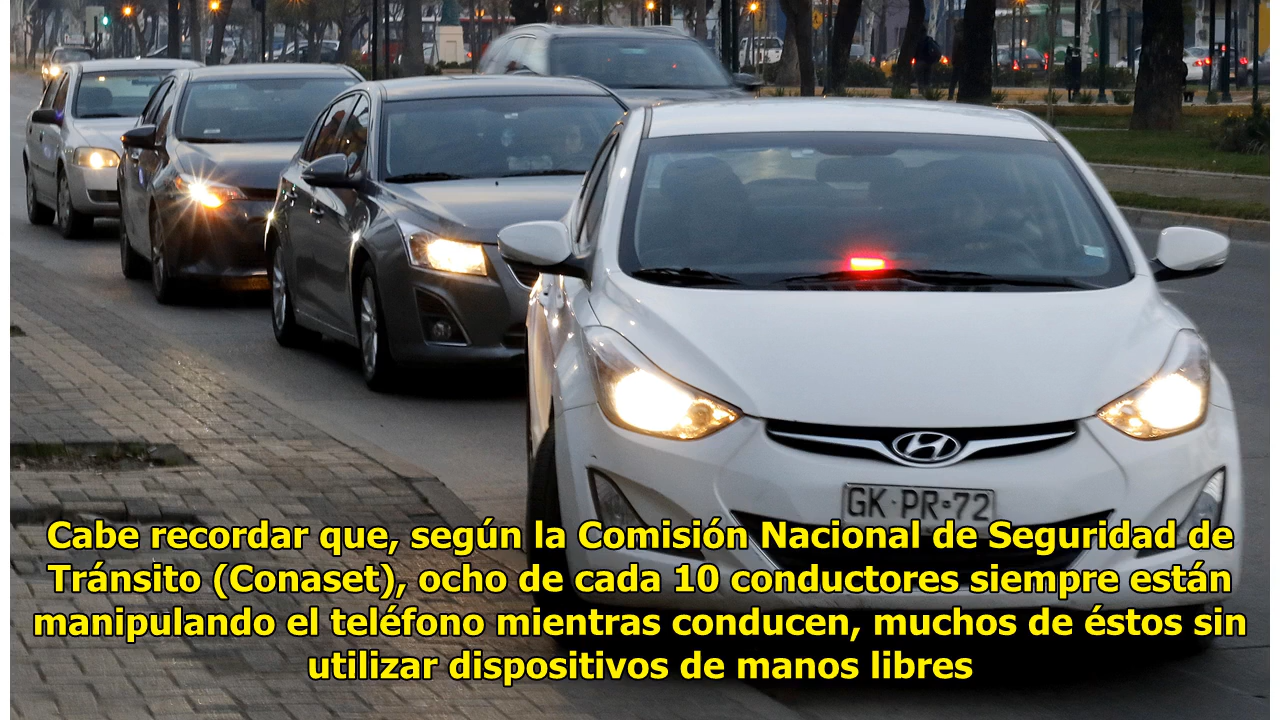 GK·PR·72
Cabe recordar que, según la Comisión Nacional de Seguridad de
Tránsito (Conaset), ocho de cada 10 conductores siempre están
manipulando el teléfono mientras conducen, muchos de éstos sin
utilizar dispositivos de manos libres